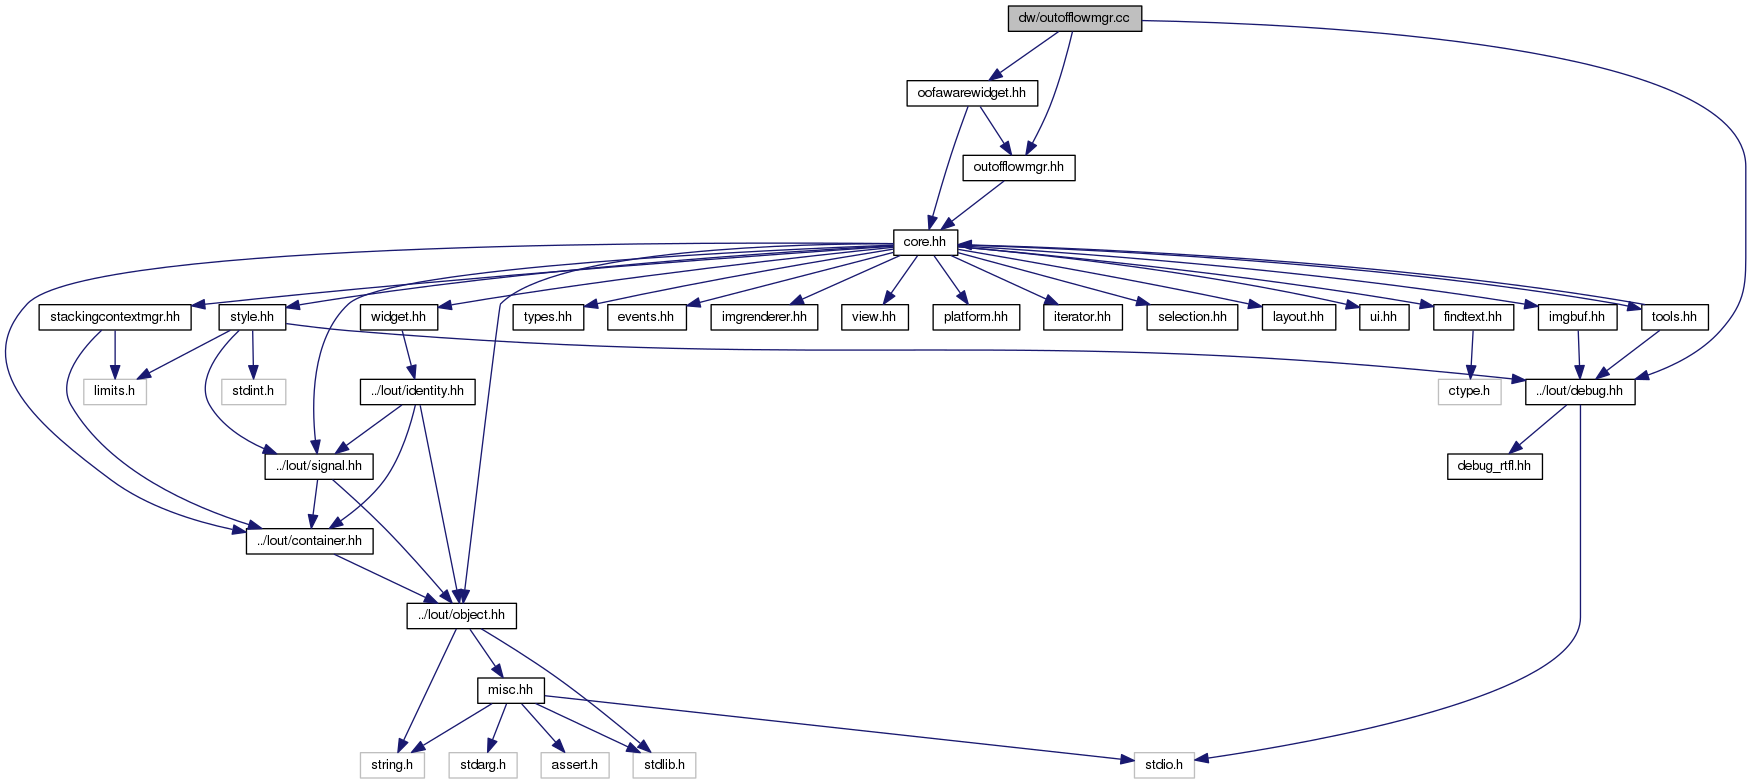 dw/outofflowmgr.cc
oofawarewidget.hh
outofflowmgr.hh
core.hh
stackingcontextmgr.hh
style.hh
widget.hh
types.hh
events.hh
imgrenderer.hh
view.hh
platform.hh
iterator.hh
selection.hh
layout.hh
ui.hh
findtext.hh
imgbuf.hh
tools.hh
limits.h
stdint.h
../lout/identity.hh
ctype.h
../lout/debug.hh
../lout/signal.hh
debug_rtfl.hh
../lout/container.hh
../lout/object.hh
misc.hh
string.h
stdarg.h
assert.h
stdlib.h
stdio.h